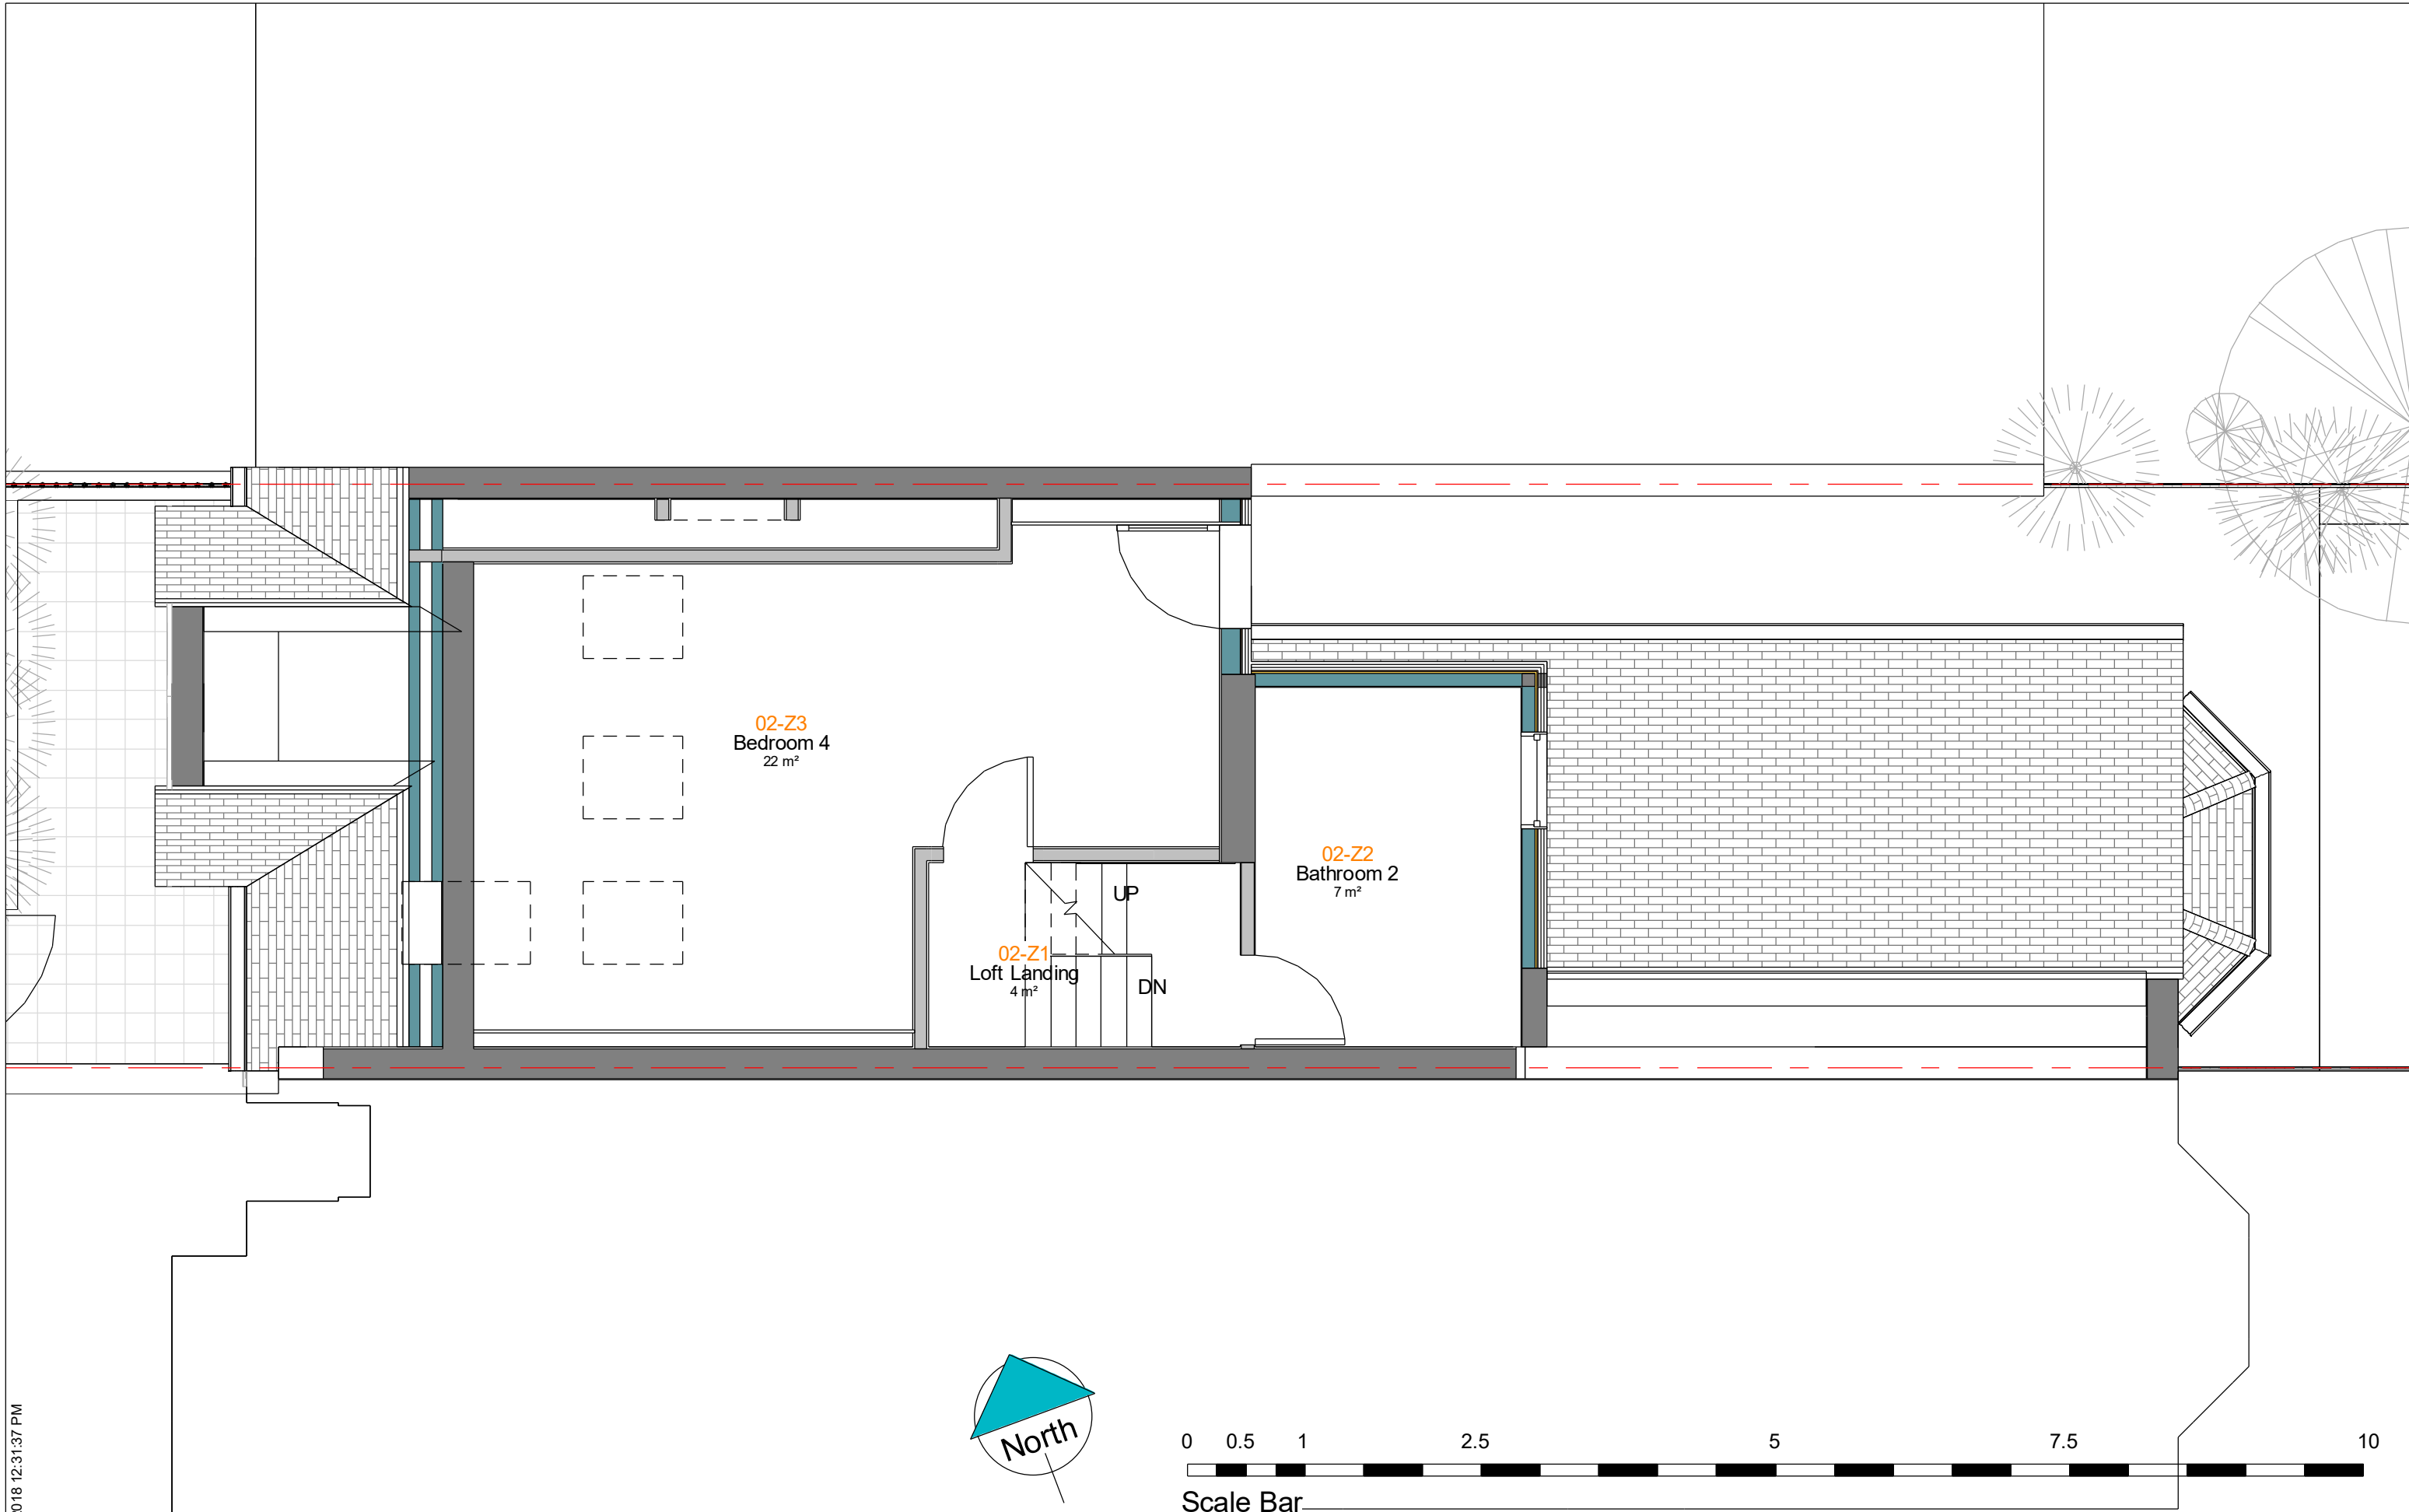 02-Z3
Bedroom 4
22 m²
02-Z2
Bathroom 2
7 m²
UP
02-Z1
Loft Landing
4 m²
DN
North
0 0.5 1 2.5 5 7.5 10
Scale Bar
12:31:37 PM